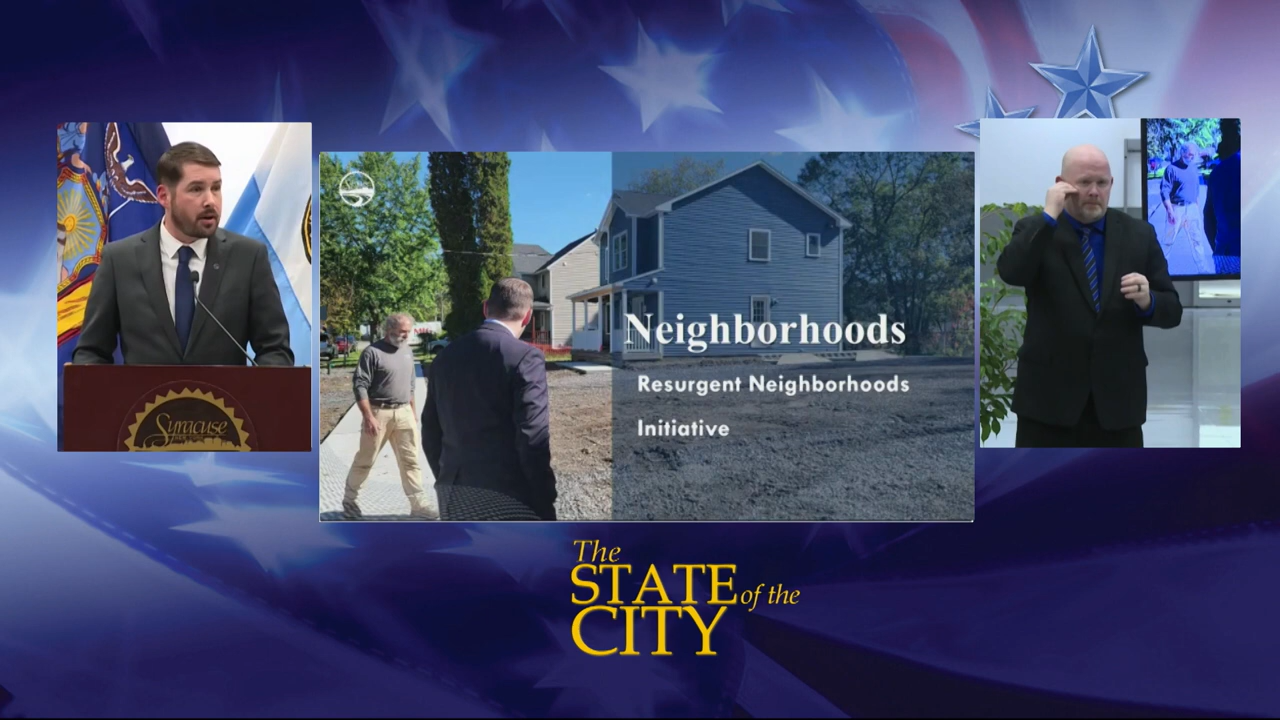 Syracuse
Neighborhoods
Resurgent Neighborhoods
Initiative
The
STATE of the
CITY